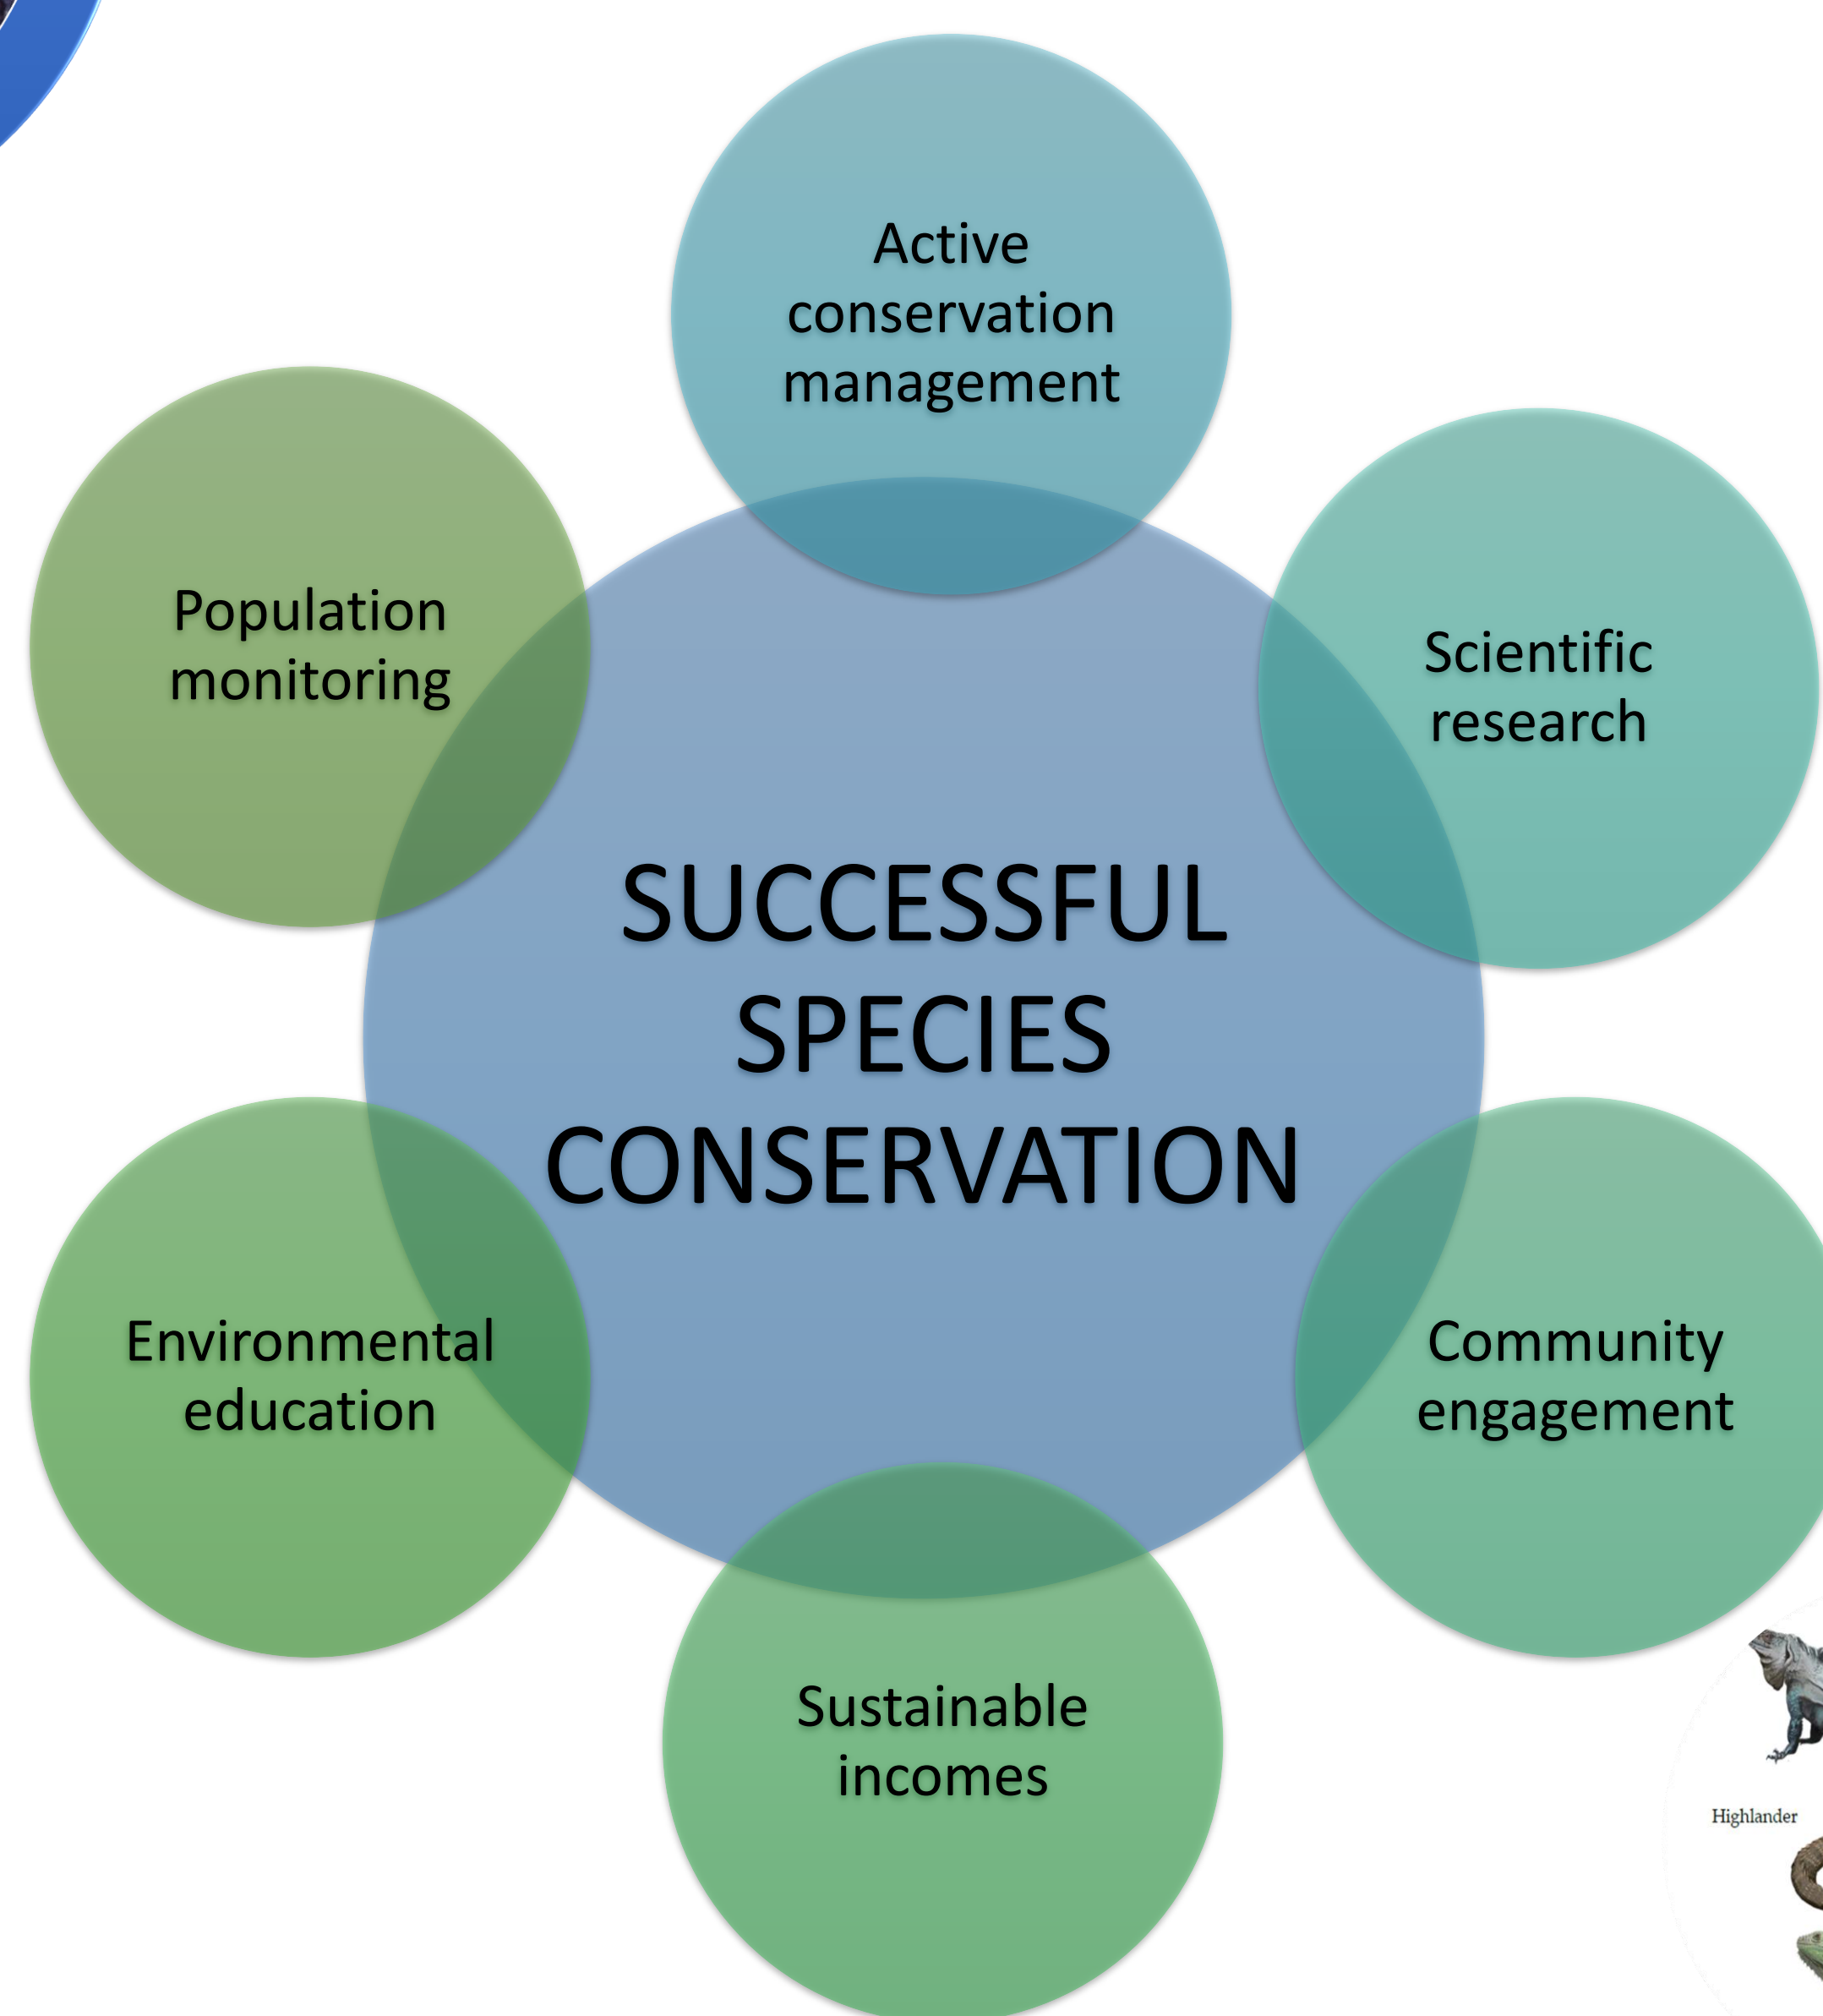 Active
conservation
management
Population
monitoring
Scientific
research
SUCCESSFUL
SPECIES
CONSERVATION
Environmental
education
Community
engagement
Sustainable
incomes
Highlander